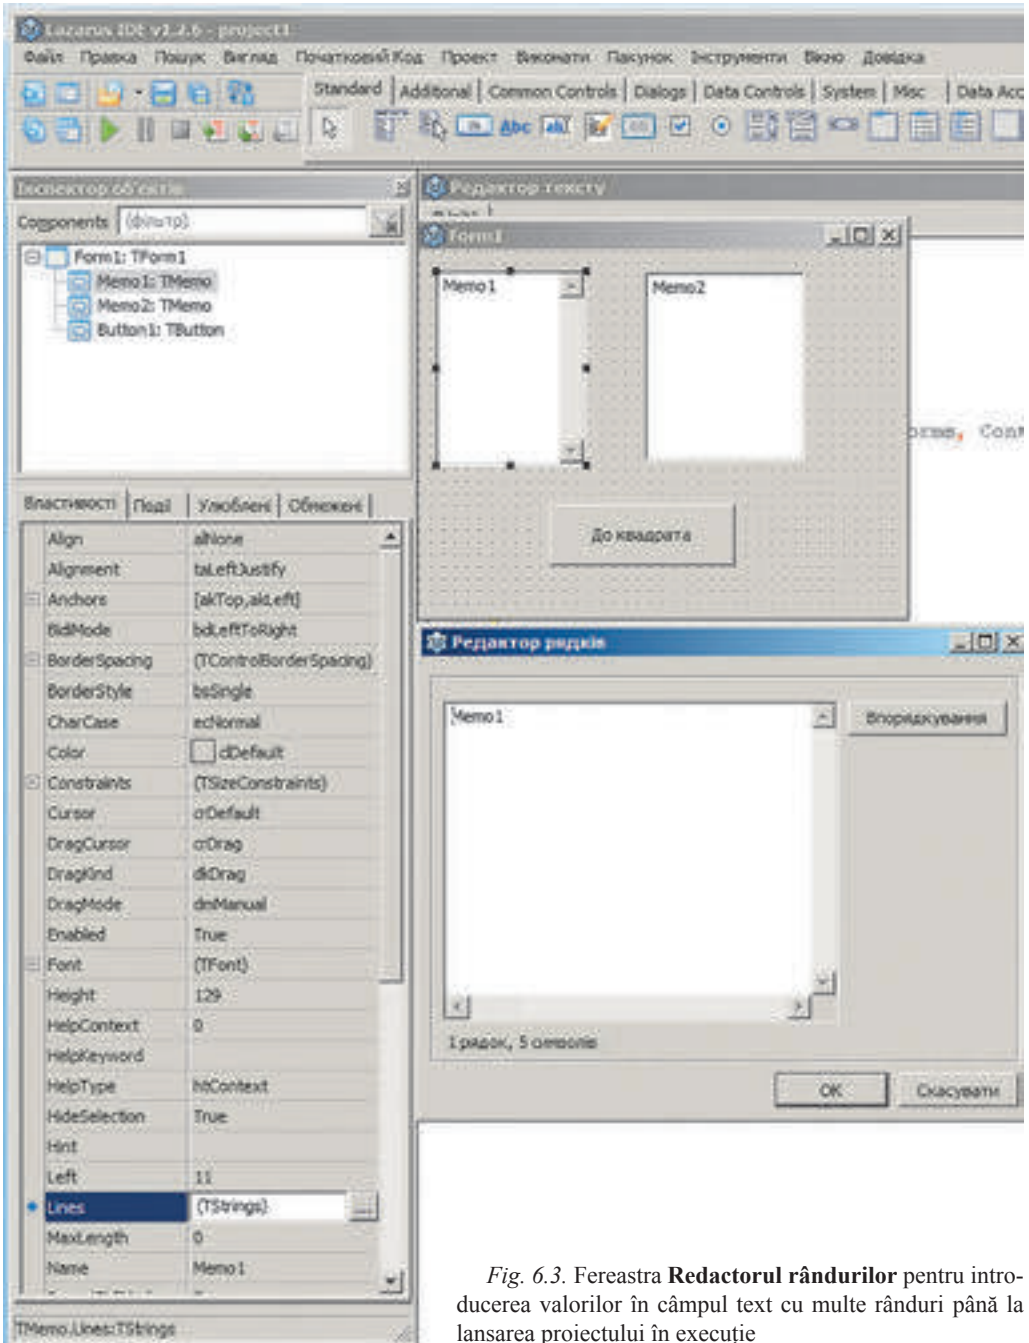 Lazarus IDE v1.2.6 - project1
Файл Правка Пошук Вигляд Початковий Код Проект Виконати Пакунок Інструменти Вікно Довідка
Standard Additional Common Controls Dialogs Data Controls System Misc Data Acc
Abc
Інспектор об'єктів
Components (фільтр)
Form1: TForm1
Memo1: TMemo
Memo2: TMemo
Button1: TButton
Властивості Події Улюблені Обмежені
Align alNone
Alignment taLeftJustify
Anchors [akTop,akLeft]
BidiMode bdLeftToRight
BorderSpacing (TControlBorderSpacing)
BorderStyle bsSingle
CharCase ecNormal
Color clDefault
Constraints (TSizeConstraints)
Cursor crDefault
DragCursor crDrag
DragKind dkDrag
DragMode dmManual
Enabled True
Font (TFont)
Height 129
HelpContext 0
HelpKeyword
HelpType htContext
HideSelection True
Hint
Left 11
Lines (TStrings)
MaxLength 0
Name Memo1
TMemo.Lines:TStrings
Редактор тексту
Form1
Memo1
Memo2
До квадрата
orms, Cont
Редактор рядків
Memo1
Впорядкування
1 рядок, 5 символів
OK Скасувати
Fig. 6.3. Fereastra Redactorul rândurilor pentru intro-
ducerea valorilor în câmpul text cu multe rânduri până la
lansarea proiectului în execuție